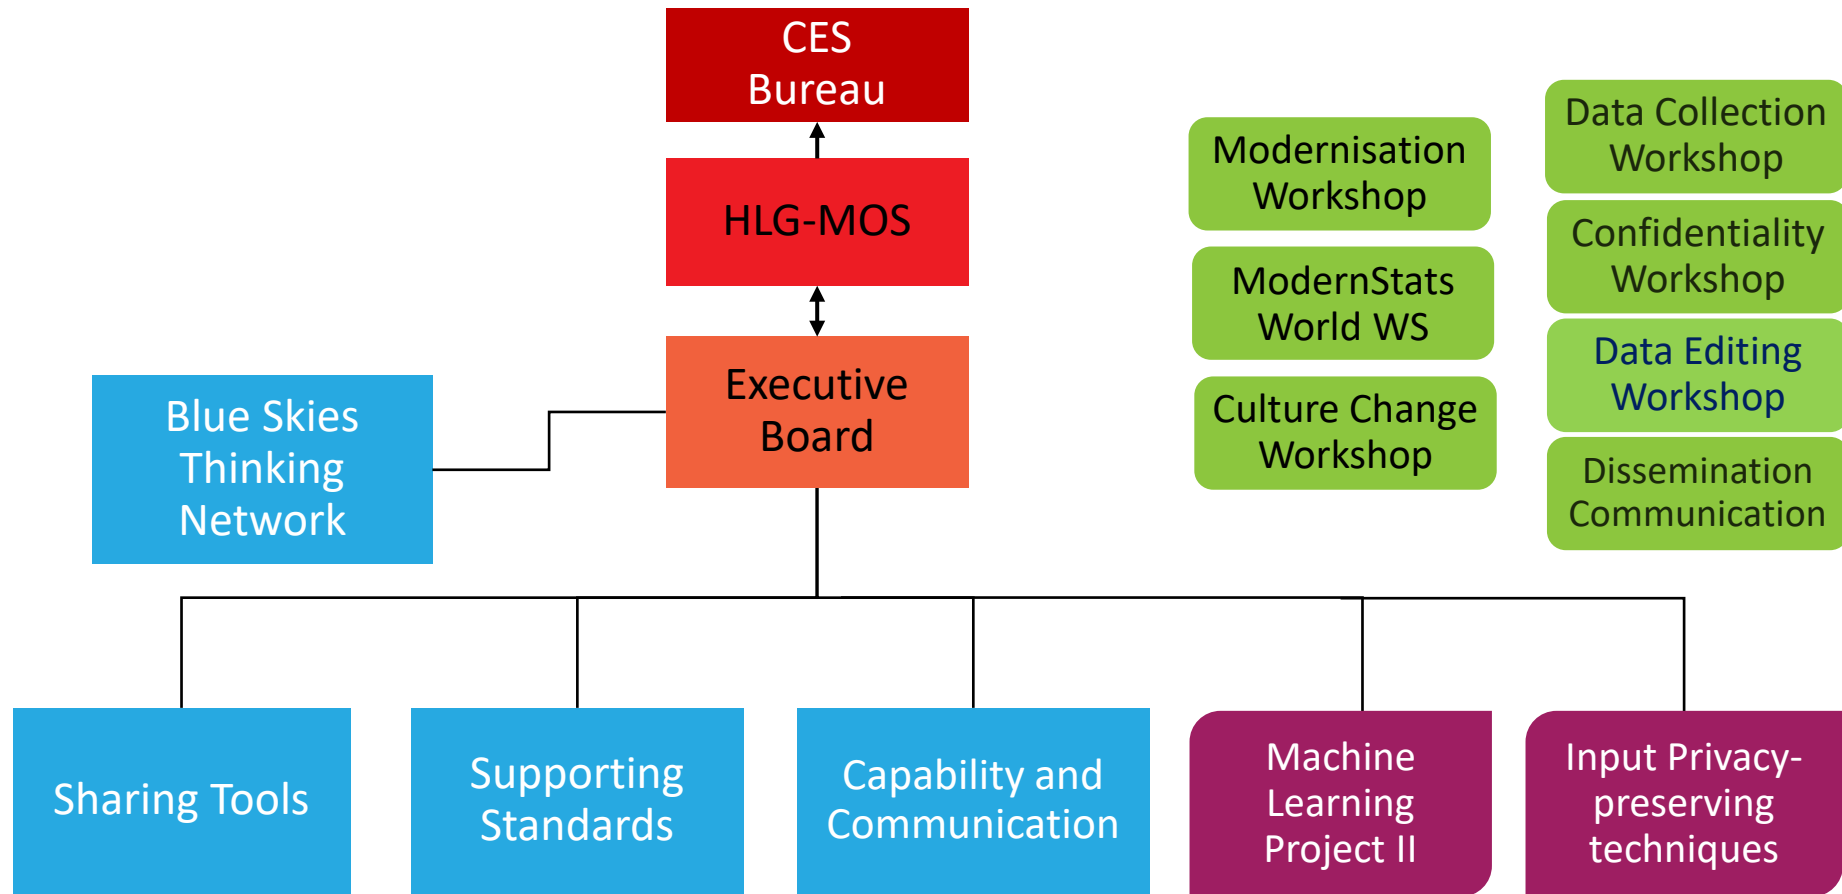 CES
Bureau
HLG-MOS
Executive
Board
Blue Skies
Thinking
Network
Modernisation
Workshop
ModernStats
World WS
Culture Change
Workshop
Data Collection
Workshop
Confidentiality
Workshop
Data Editing
Workshop
Dissemination
Communication
Sharing Tools
Supporting
Standards
Capability and
Communication
Machine
Learning
Project II
Input Privacy-
preserving
techniques